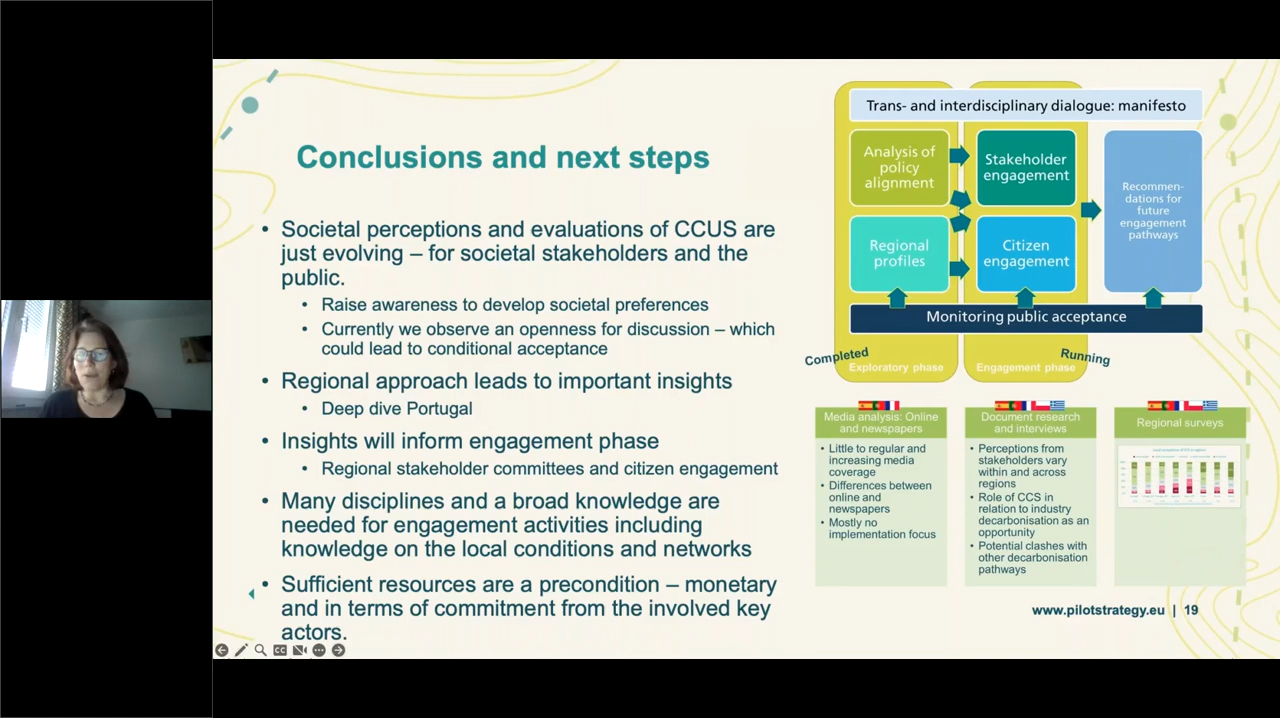 Conclusions and next steps
• Societal perceptions and evaluations of CCUS are
just evolving – for societal stakeholders and the
public.
• Raise awareness to develop societal preferences
• Currently we observe an openness for discussion – which
could lead to conditional acceptance
• Regional approach leads to important insights
• Deep dive Portugal
• Insights will inform engagement phase
• Regional stakeholder committees and citizen engagement
• Many disciplines and a broad knowledge are
needed for engagement activities including
knowledge on the local conditions and networks
• Sufficient resources are a precondition – monetary
and in terms of commitment from the involved key
actors.
Trans- and interdisciplinary dialogue: manifesto
Analysis of
policy
alignment
Stakeholder
engagement
Regional
profiles
Citizen
engagement
Recommen-
dations for
future
engagement
pathways
Monitoring public acceptance
Completed
Exploratory phase
Engagement phase
Running
Media analysis: Online
and newspapers
• Little to regular and
increasing media
coverage
• Differences between
online and
newspapers
• Mostly no
implementation focus
Document research
and interviews
• Perceptions from
stakeholders vary
within and across
regions
• Role of CCS in
relation to industry
decarbonisation as an
opportunity
• Potential clashes with
other decarbonisation
pathways
Regional surveys
www.pilotstrategy.eu | 19
CC